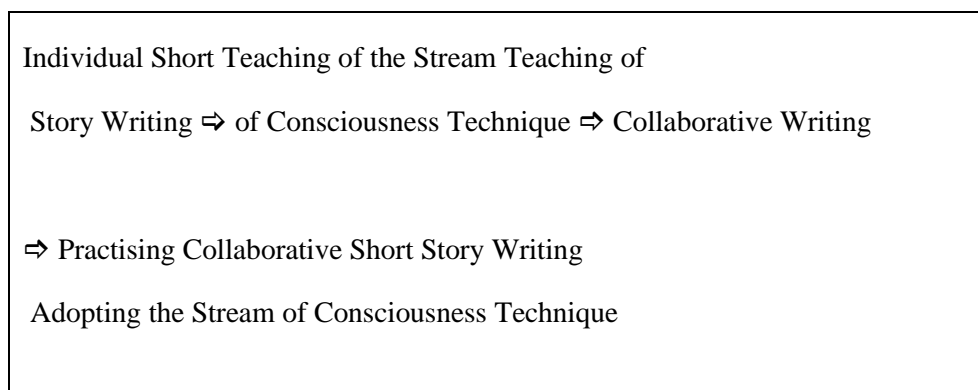 Individual Short Teaching of the Stream Teaching of
Story Writing ⇨ of Consciousness Technique ⇨ Collaborative Writing
⇨ Practising Collaborative Short Story Writing
Adopting the Stream of Consciousness Technique